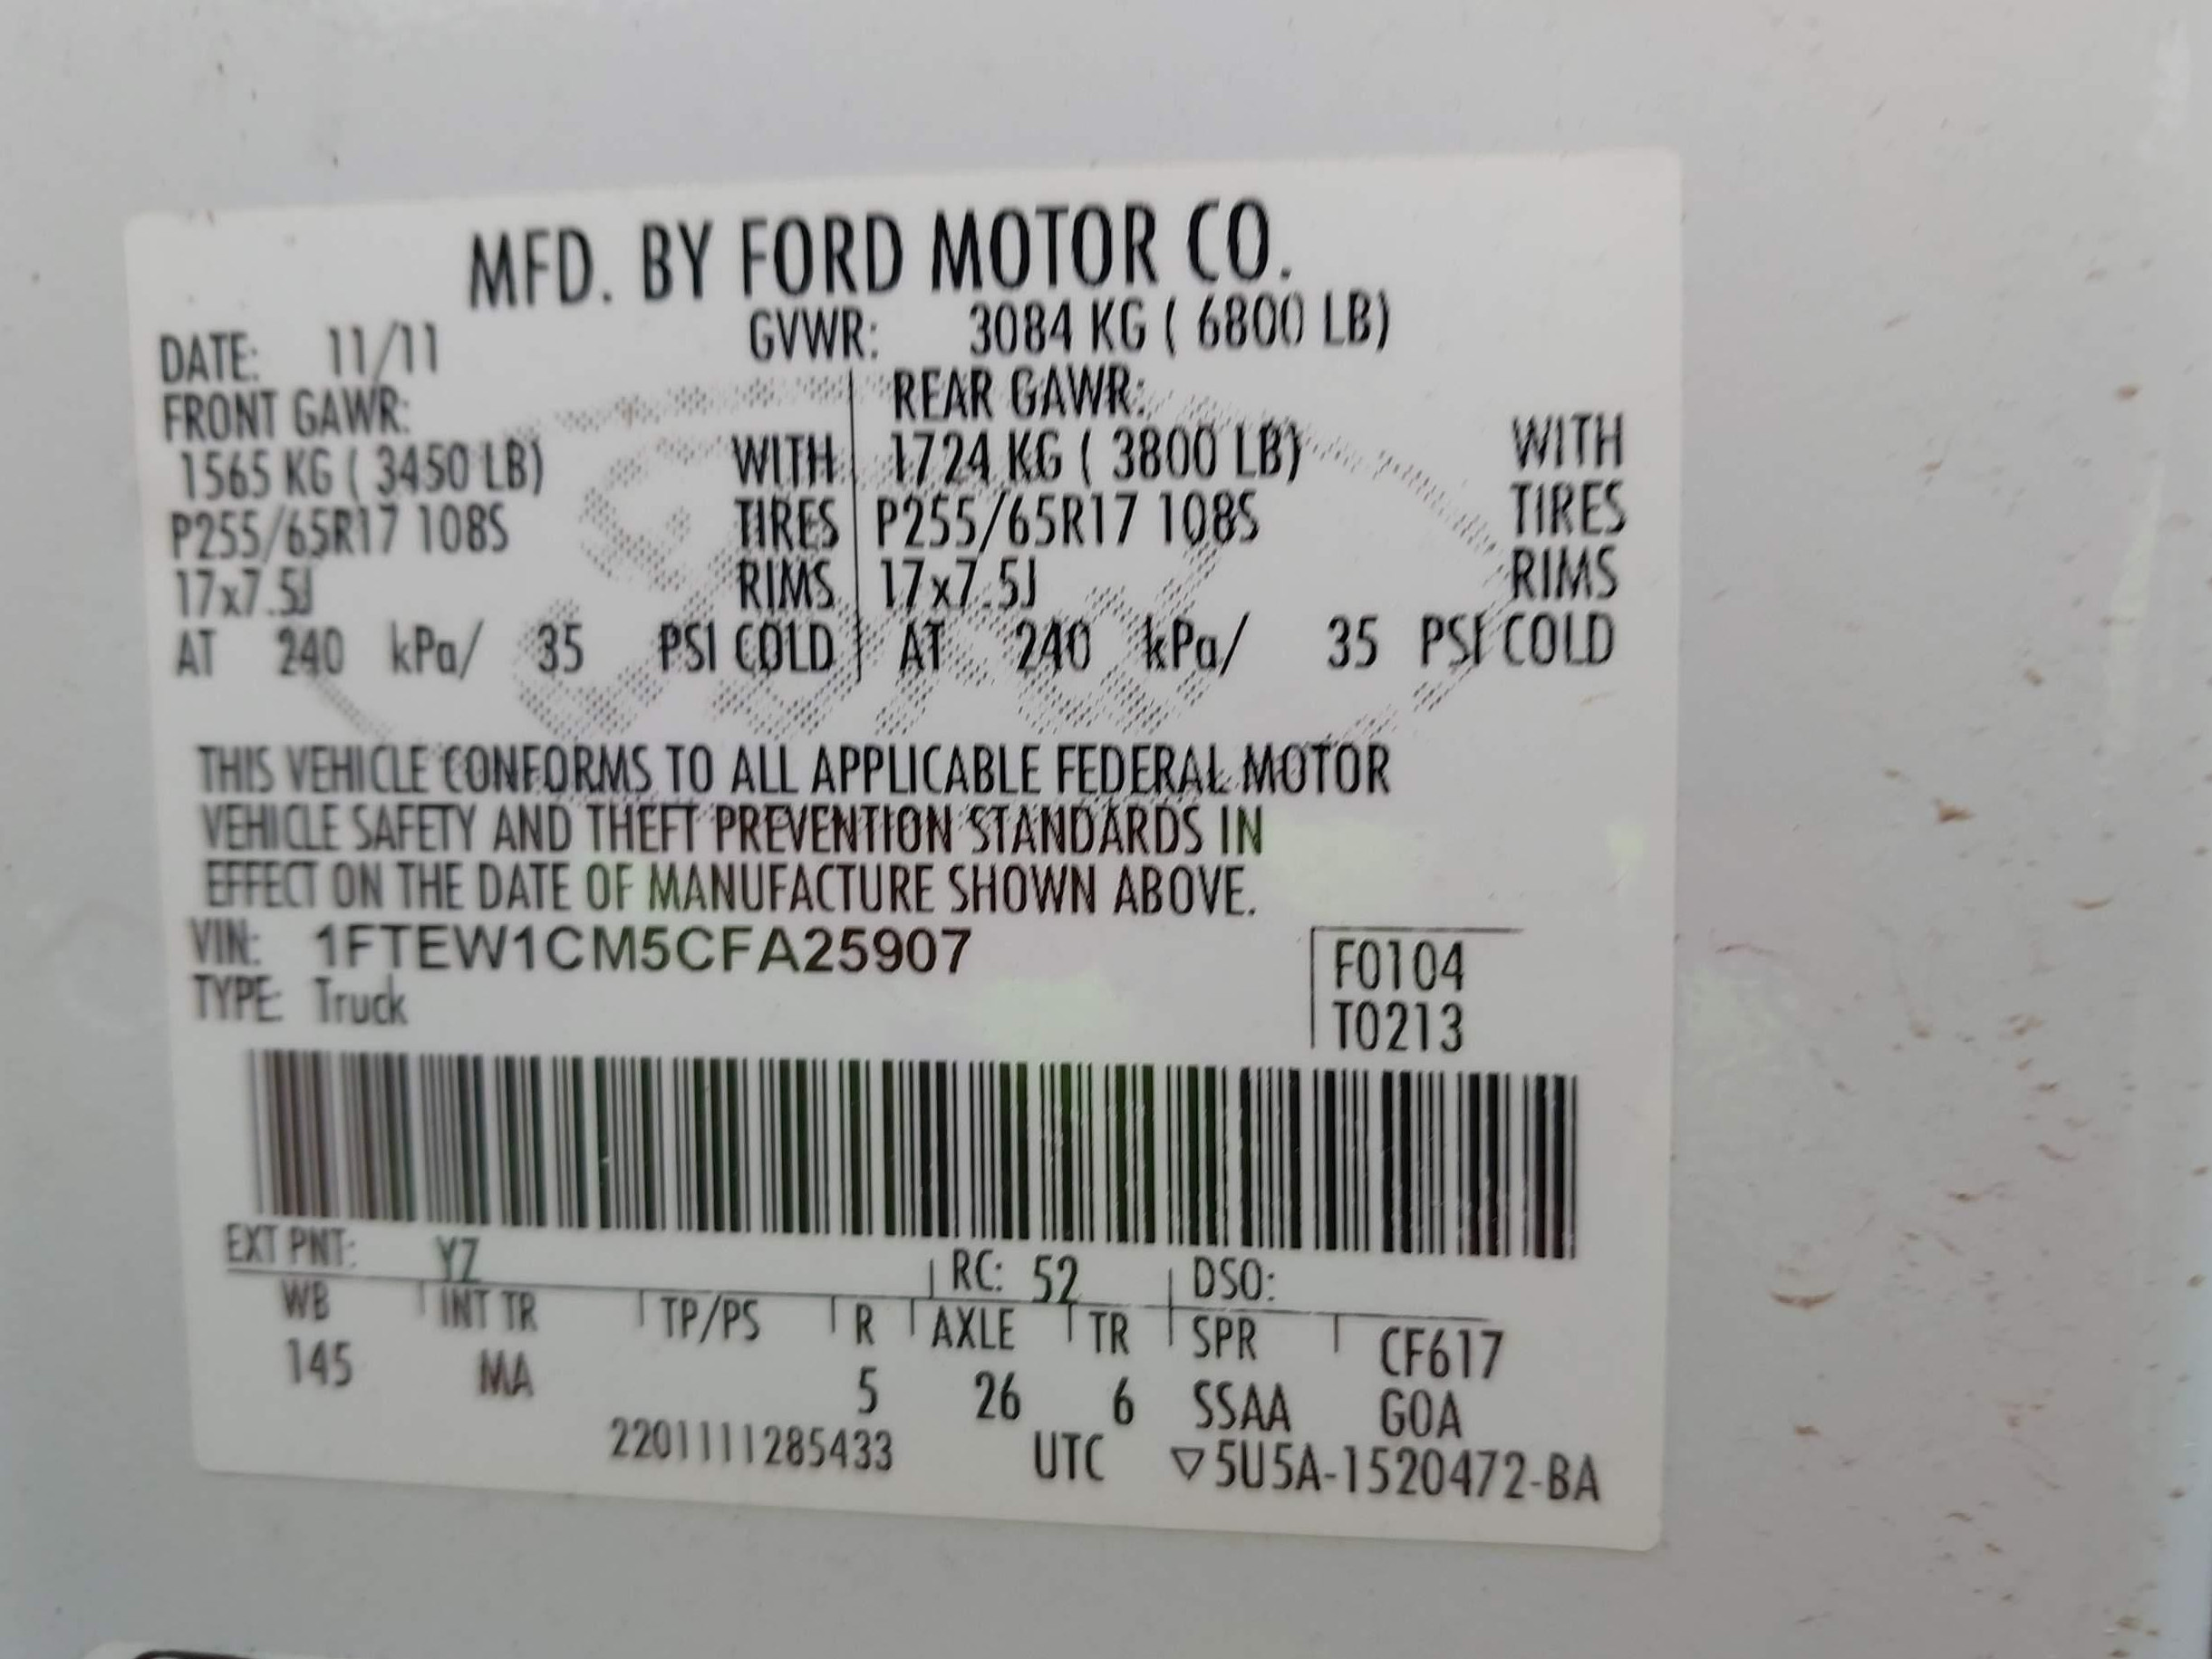 MFD. BY FORD MOTOR CO.
DATE: 11/11 GVWR: 3084 KG ( 6800 LB)
FRONT GAWR: REAR GAWR:
1565 KG ( 3450 LB) WITH 1724 KG ( 3800 LB) WITH
P255/65R17 108S TIRES P255/65R17 108S TIRES
17x7.5J RIMS 17x7.5J RIMS
AT 240 kPa/ 35 PSI COLD AT 240 kPa/ 35 PSI COLD
THIS VEHICLE CONFORMS TO ALL APPLICABLE FEDERAL MOTOR
VEHICLE SAFETY AND THEFT PREVENTION STANDARDS IN
EFFECT ON THE DATE OF MANUFACTURE SHOWN ABOVE.
VIN: 1FTEW1CM5CFA25907 F0104
TYPE: Truck T0213
EXT PNT: YZ RC: 52 DSO:
WB INT TR TP/PS R AXLE TR SPR CF617
145 MA 5 26 6 SSAA GOA
2201111285433 UTC ▽5U5A-1520472-BA